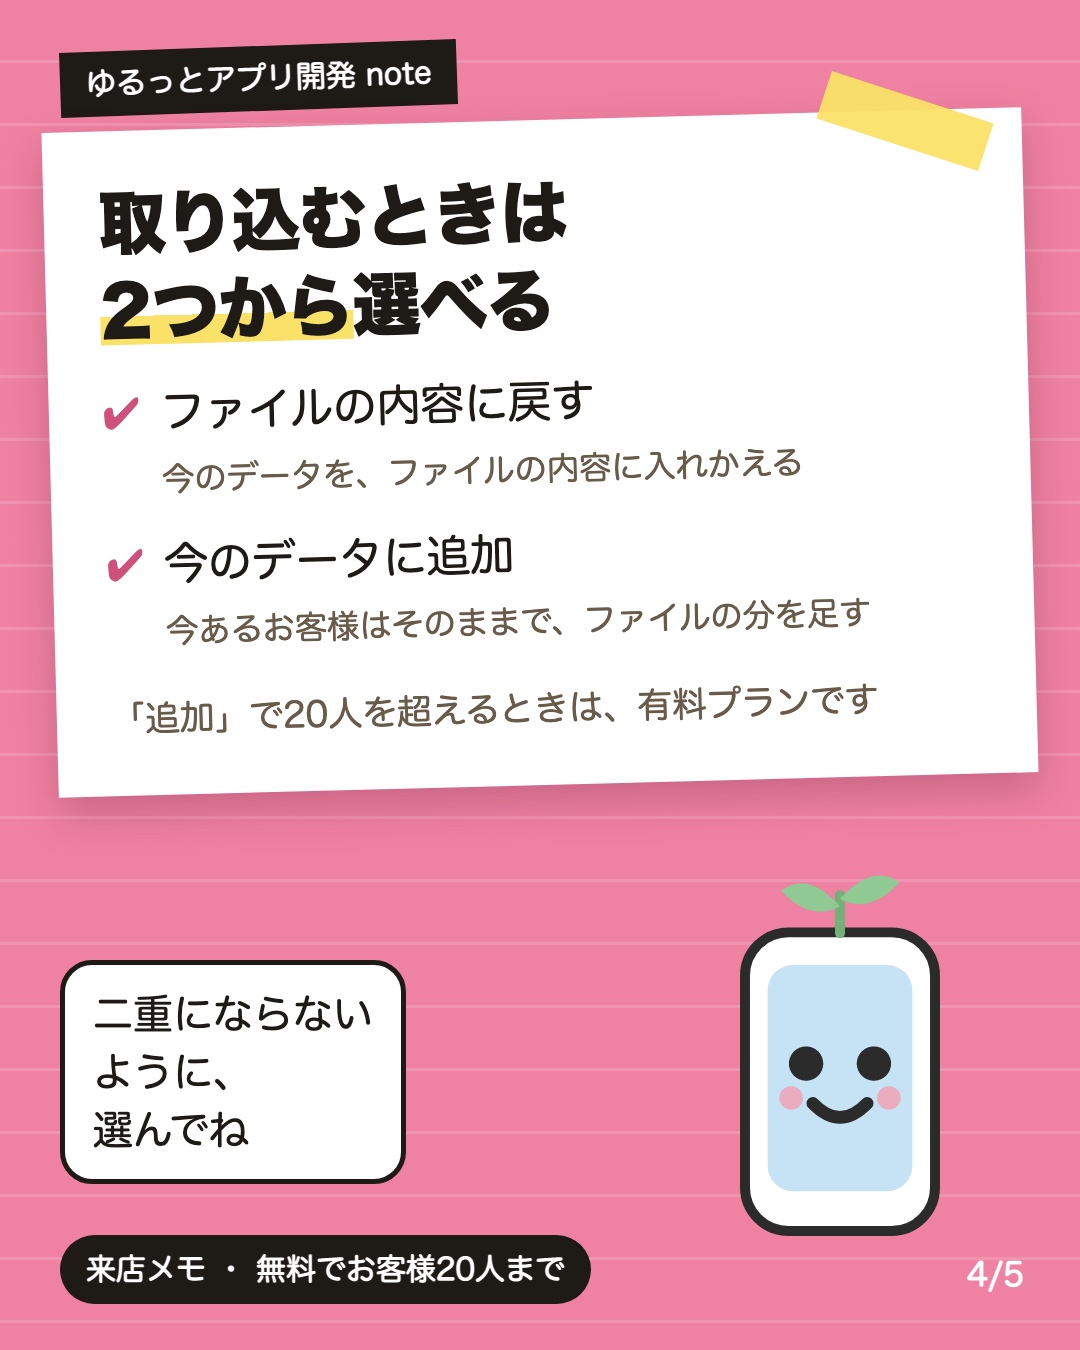 ゆるっとアプリ開発 note
取り込むときは
2つから選べる
✔ ファイルの内容に戻す
今のデータを、ファイルの内容に入れかえる
✔ 今のデータに追加
今あるお客様はそのままで、ファイルの分を足す
「追加」で20人を超えるときは、有料プランです
二重にならない
ように、
選んでね
来店メモ ・ 無料でお客様20人まで
4/5